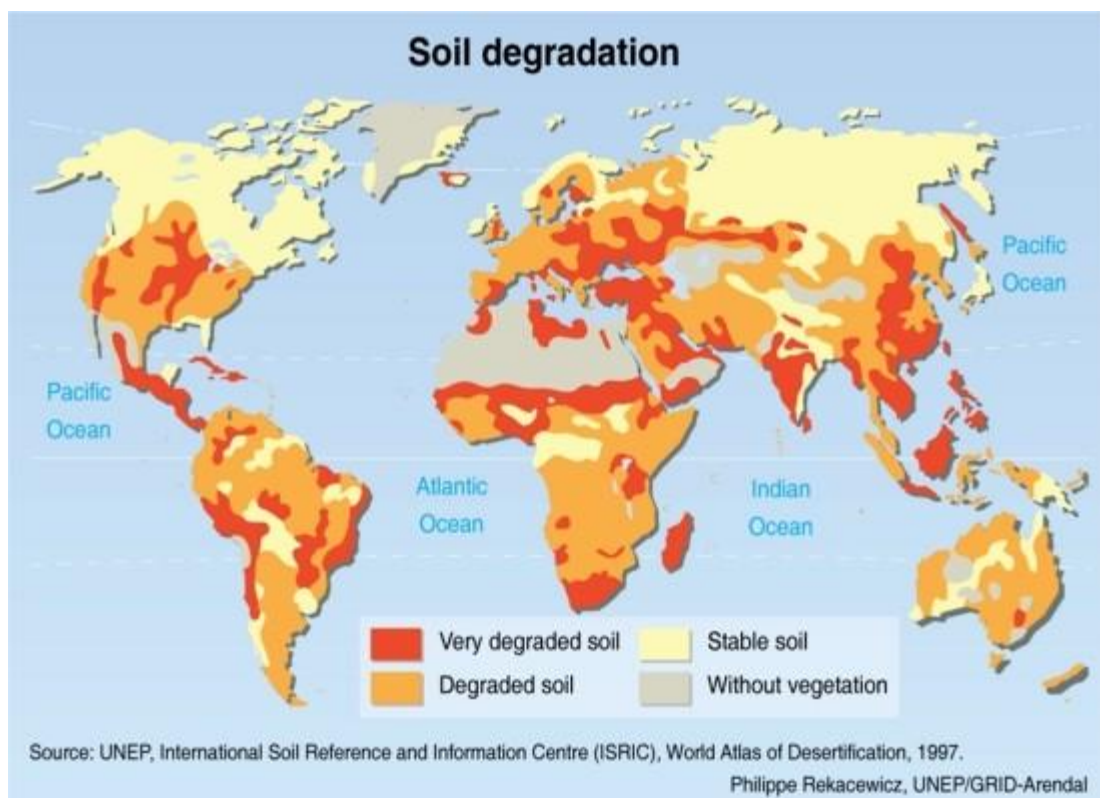 Soil degradation
Pacific
Ocean
Pacific
Ocean
Atlantic
Ocean
Indian
Ocean
Very degraded soil
Stable soil
Degraded soil
Without vegetation
Source: UNEP, International Soil Reference and Information Centre (ISRIC), World Atlas of Desertification, 1997.
Philippe Rekacewicz, UNEP/GRID-Arendal